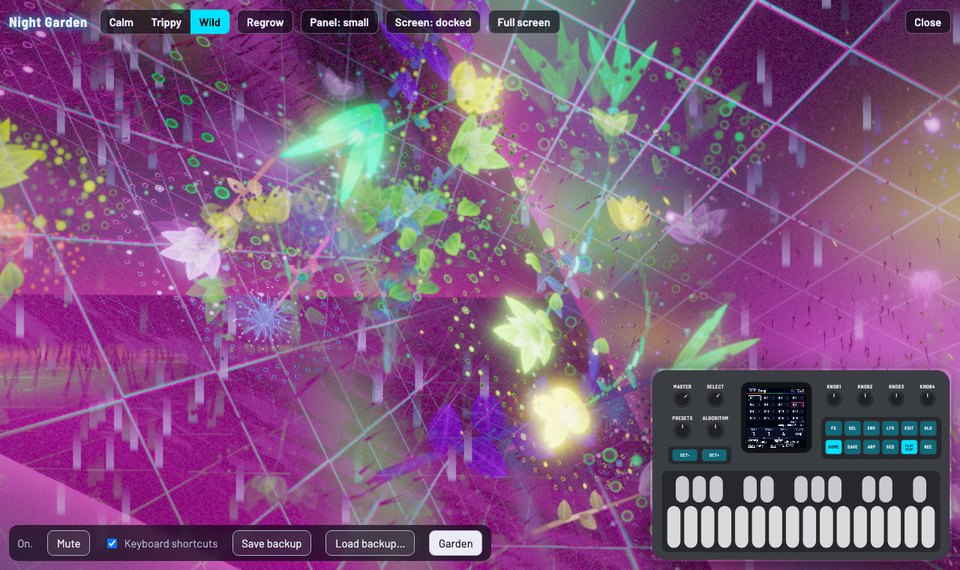 Night Garden
Calm
Trippy
Wild
Regrow
Panel: small
Screen: docked
Full screen
Close
MASTER
SELECT
KNOB1
KNOB2
KNOB3
KNOB4
PRESETS
ALGORITHM
FX
SEL
ENV
LFO
EDIT
GLO
HOME
SAVE
ARP
SEQ
REC
OCT-
OCT+
On.
Mute
Keyboard shortcuts
Save backup
Load backup...
Garden